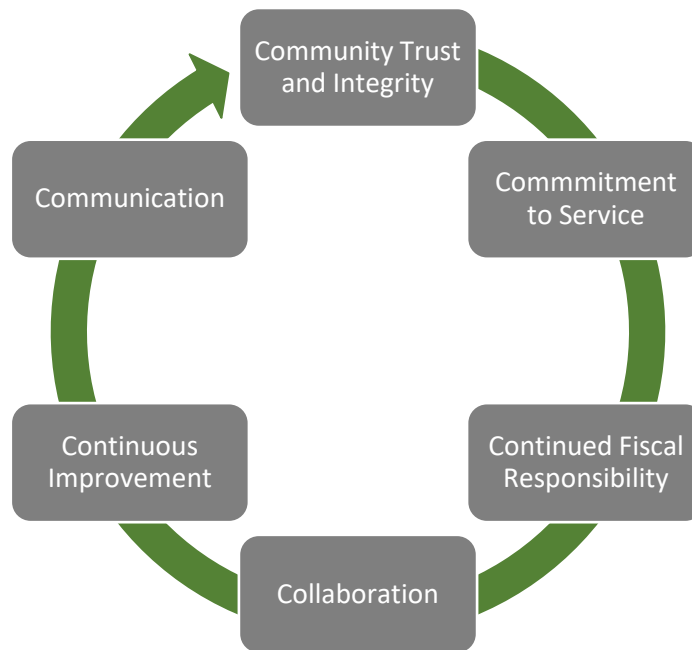 Community Trust
and Integrity
Commmitment
to Service
Continued Fiscal
Responsibility
Collaboration
Continuous
Improvement
Communication